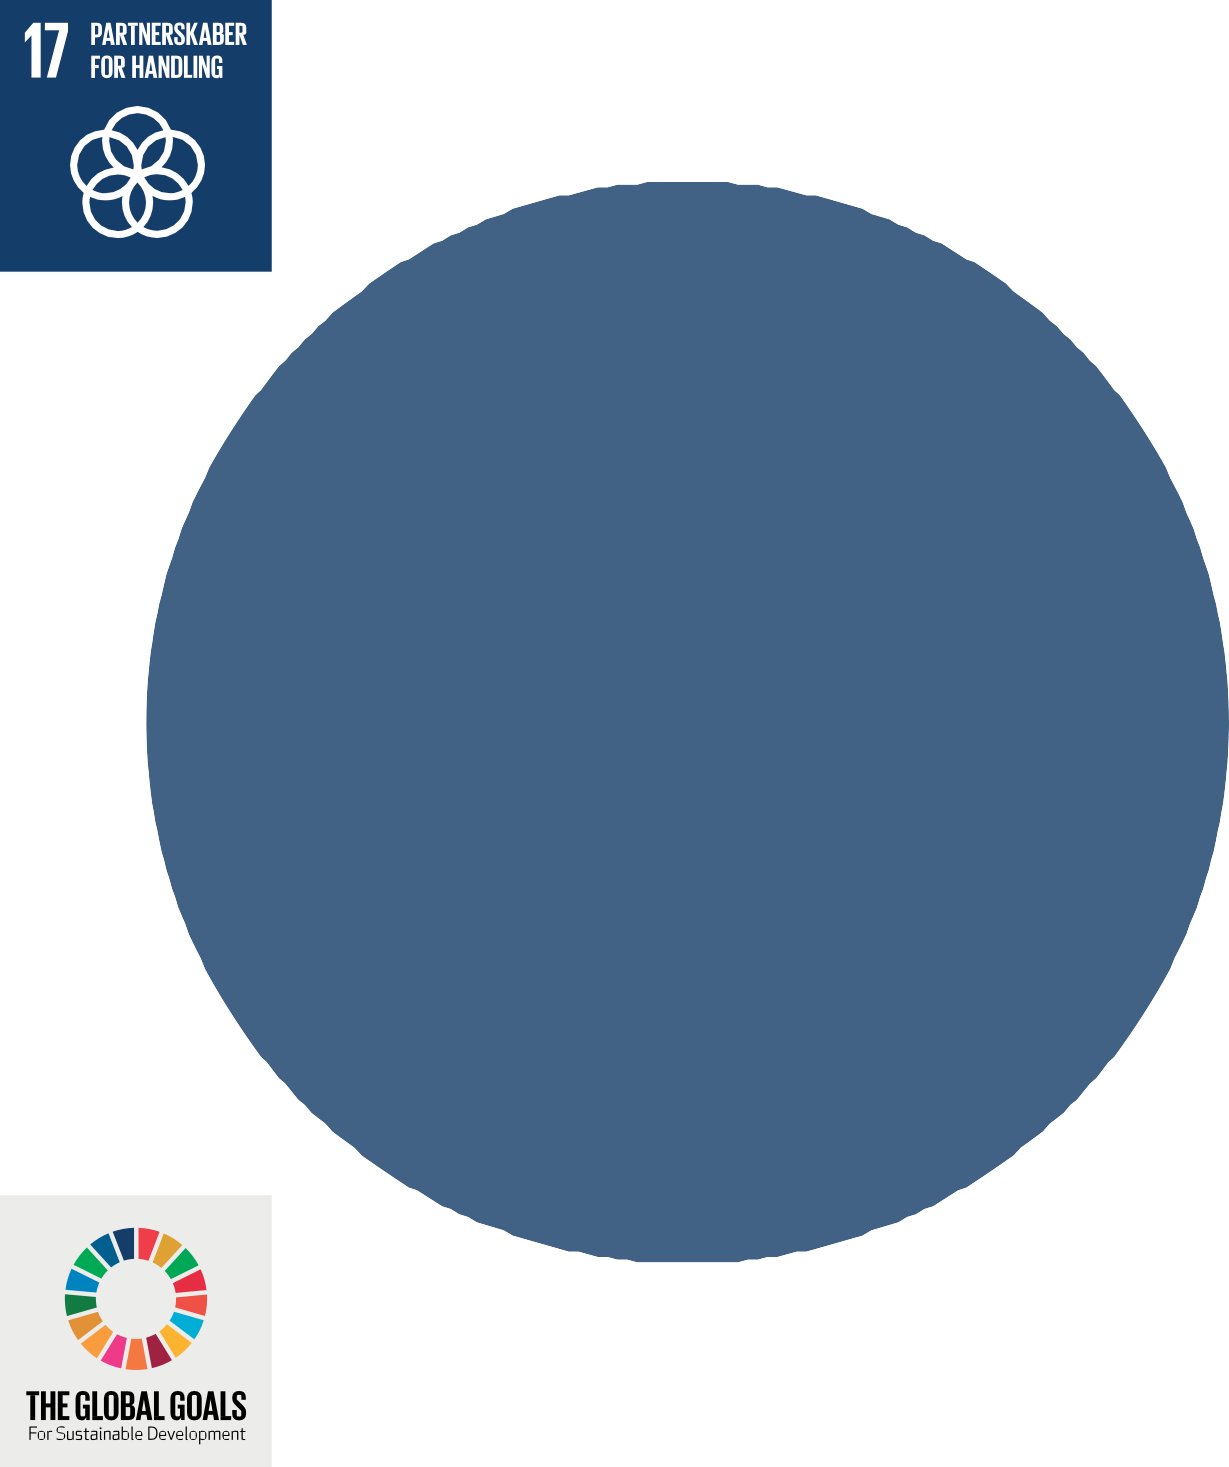 17 PARTNERSKABER
FOR HANDLING
THE GLOBAL GOALS
For Sustainable Development